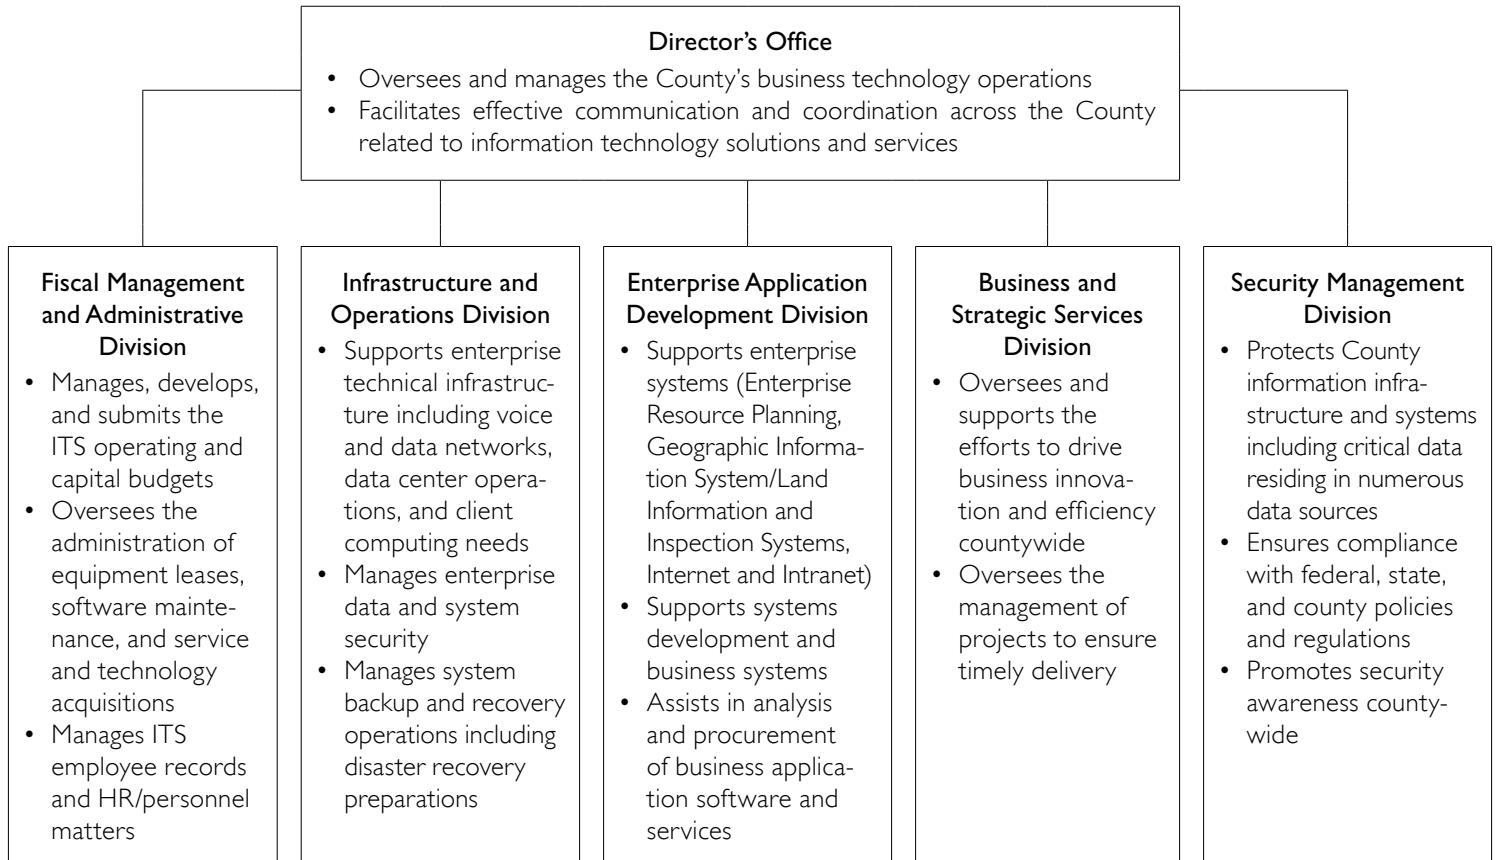 Director’s Office
• Oversees and manages the County’s business technology operations
• Facilitates effective communication and coordination across the County
related to information technology solutions and services
Fiscal Management
and Administrative
Division
• Manages, develops,
and submits the
ITS operating and
capital budgets
• Oversees the
administration of
equipment leases,
software mainte-
nance, and service
and technology
acquisitions
• Manages ITS
employee records
and HR/personnel
matters
Infrastructure and
Operations Division
• Supports enterprise
technical infrastruc-
ture including voice
and data networks,
data center opera-
tions, and client
computing needs
• Manages enterprise
data and system
security
• Manages system
backup and recovery
operations including
disaster recovery
preparations
Enterprise Application
Development Division
• Supports enterprise
systems (Enterprise
Resource Planning,
Geographic Informa-
tion System/Land
Information and
Inspection Systems,
Internet and Intranet)
• Supports systems
development and
business systems
• Assists in analysis
and procurement
of business applica-
tion software and
services
Business and
Strategic Services
Division
• Oversees and
supports the
efforts to drive
business innova-
tion and efficiency
countywide
• Oversees the
management of
projects to ensure
timely delivery
Security Management
Division
• Protects County
information infra-
structure and systems
including critical data
residing in numerous
data sources
• Ensures compliance
with federal, state,
and county policies
and regulations
• Promotes security
awareness county-
wide